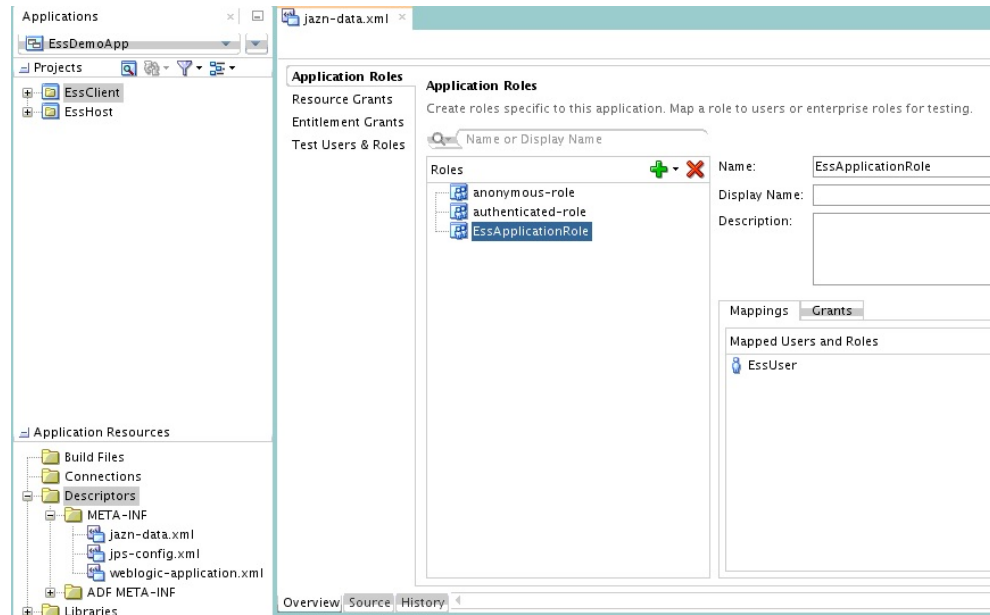 Applications
EssDemoApp
Projects
EssClient
EssHost
Application Resources
Build Files
Connections
Descriptors
META-INF
jazn-data.xml
jps-config.xml
weblogic-application.xml
ADF META-INF
Libraries
jazn-data.xml
Application Roles
Resource Grants
Entitlement Grants
Test Users & Roles
Application Roles
Create roles specific to this application. Map a role to users or enterprise roles for testing.
Name or Display Name
Roles
anonymous-role
authenticated-role
EssApplicationRole
Name: EssApplicationRole
Display Name:
Description:
Mappings Grants
Mapped Users and Roles
EssUser
Overview Source History